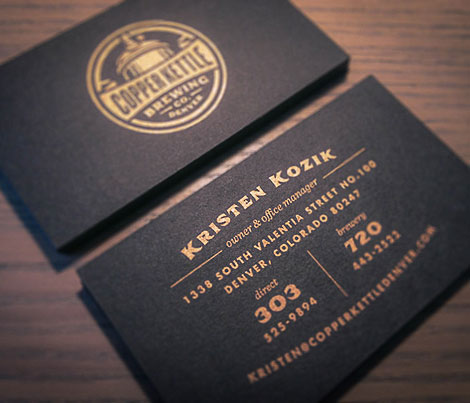 COPPER KETTLE
BREWING
CO.
DENVER
KRISTEN KOZIK
owner & office manager
1338 SOUTH VALENTIA STREET NO.100
DENVER, COLORADO 80247
direct
303
525-9894
brewery
720
443-2522
KRISTEN@COPPERKETTLEDENVER.COM